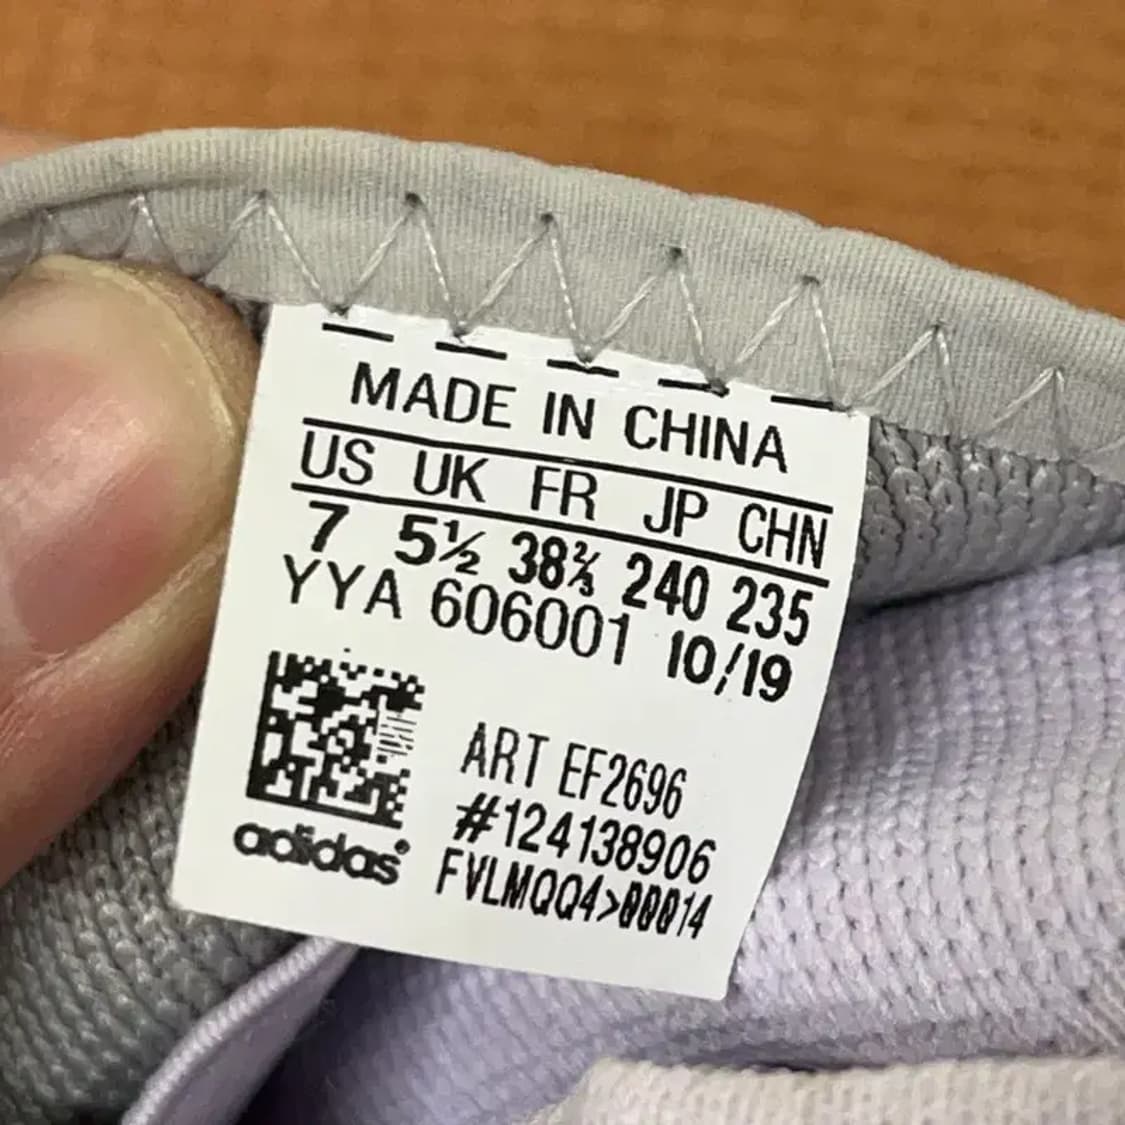 MADE IN CHINA
US UK FR JP CHN
7 5½ 38⅔ 240 235
YYA 606001 10/19
ART EF2696
#124138906
FVLMQQ4>00014
adidas